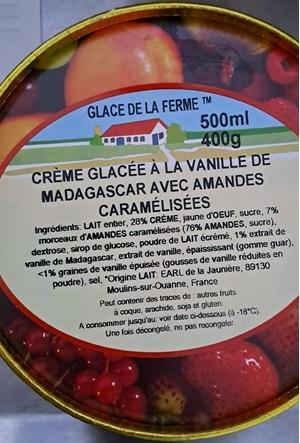 GLACE DE LA FERME ™
500ml
400g
CRÈME GLACÉE À LA VANILLE DE
MADAGASCAR AVEC AMANDES
CARAMÉLISÉES
Ingrédients: LAIT entier, 28% CRÈME, jaune d'OEUF, sucre, 7%
morceaux d'AMANDES caramélisées (76% AMANDES, sucre),
dextrose, sirop de glucose, poudre de LAIT écrémé, 1% extrait de
vanille de Madagascar, extrait de vanille, épaississant (gomme guar),
<1% graines de vanille épuisée (gousses de vanille réduites en
poudre), sel, *Origine LAIT: EARL de la Jaunière, 89130
Moulins-sur-Ouanne, France
Peut contenir des traces de : autres fruits
à coque, arachide, soja et gluten.
A consommer jusqu'au: voir date ci-dessous (à -18°C).
Une fois décongelé, ne pas recongeler.